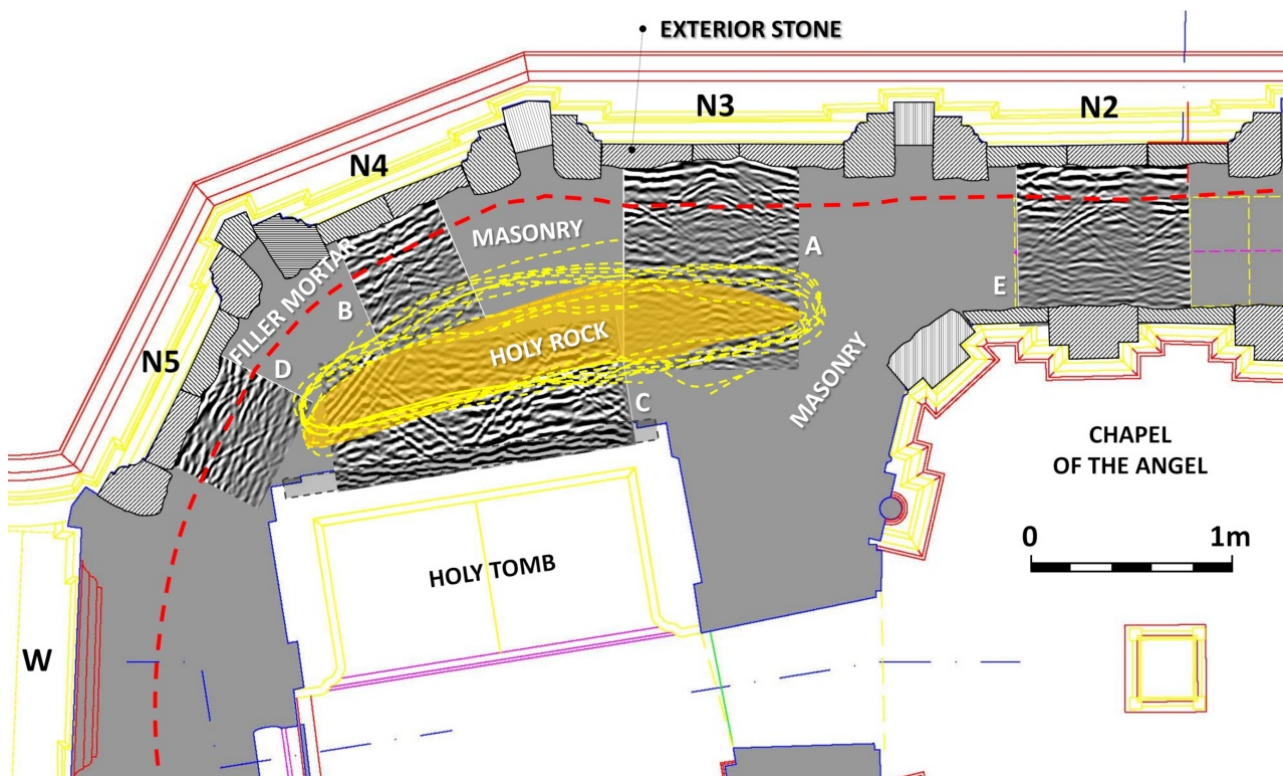 EXTERIOR STONE
N3
N2
N4
MASONRY
A
FILLER MORTAR
B
E
N5
D
HOLY ROCK
C
MASONRY
CHAPEL
OF THE ANGEL
0
1m
HOLY TOMB
W